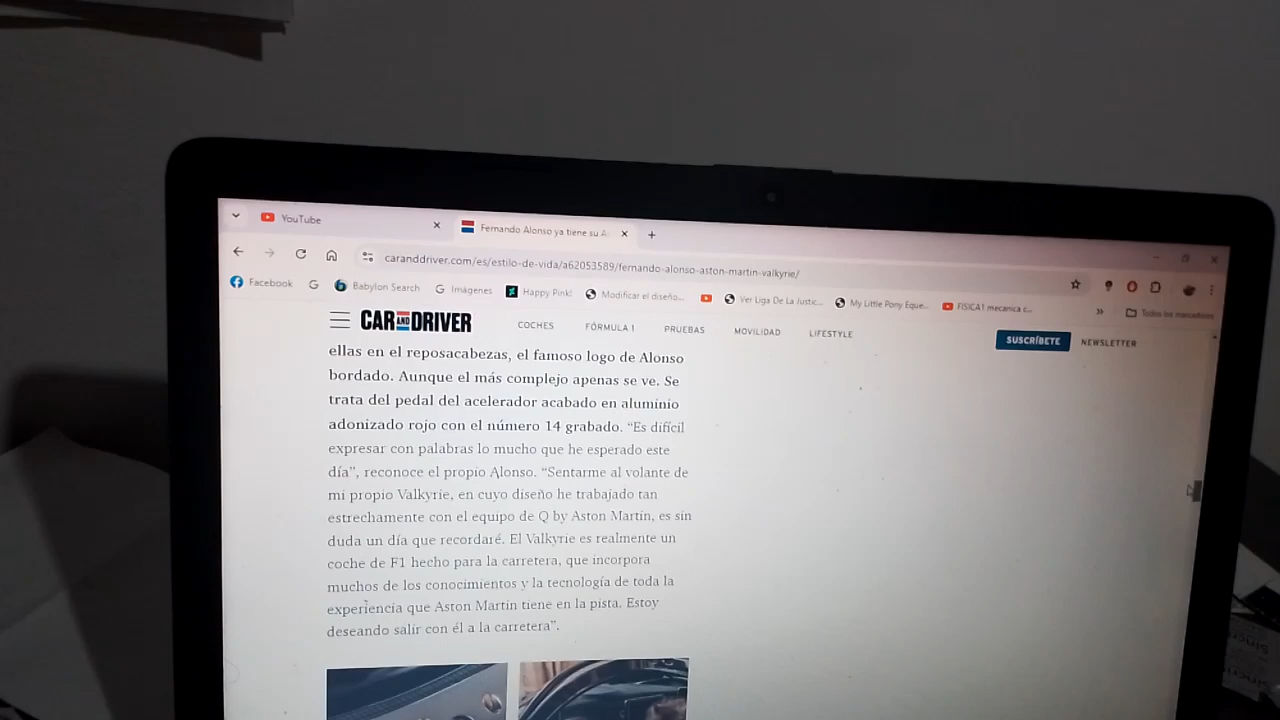 YouTube
Fernando Alonso ya tiene su A
caranddriver.com/es/estilo-de-vida/a62053589/fernando-alonso-aston-martin-valkyrie/
Facebook
Babylon Search
Imágenes
Happy Pink!
Modificar el diseño...
Ver Liga De La Justic...
My Little Pony Eque...
FISICA1 mecanica c...
»
Todos los marcadores
CAR AND DRIVER
COCHES
FÓRMULA 1
PRUEBAS
MOVILIDAD
LIFESTYLE
SUSCRÍBETE
NEWSLETTER
ellas en el reposacabezas, el famoso logo de Alonso
bordado. Aunque el más complejo apenas se ve. Se
trata del pedal del acelerador acabado en aluminio
adonizado rojo con el número 14 grabado. “Es difícil
expresar con palabras lo mucho que he esperado este
día”, reconoce el propio Alonso. “Sentarme al volante de
mi propio Valkyrie, en cuyo diseño he trabajado tan
estrechamente con el equipo de Q by Aston Martin, es sin
duda un día que recordaré. El Valkyrie es realmente un
coche de F1 hecho para la carretera, que incorpora
muchos de los conocimientos y la tecnología de toda la
experiencia que Aston Martin tiene en la pista. Estoy
deseando salir con él a la carretera”.